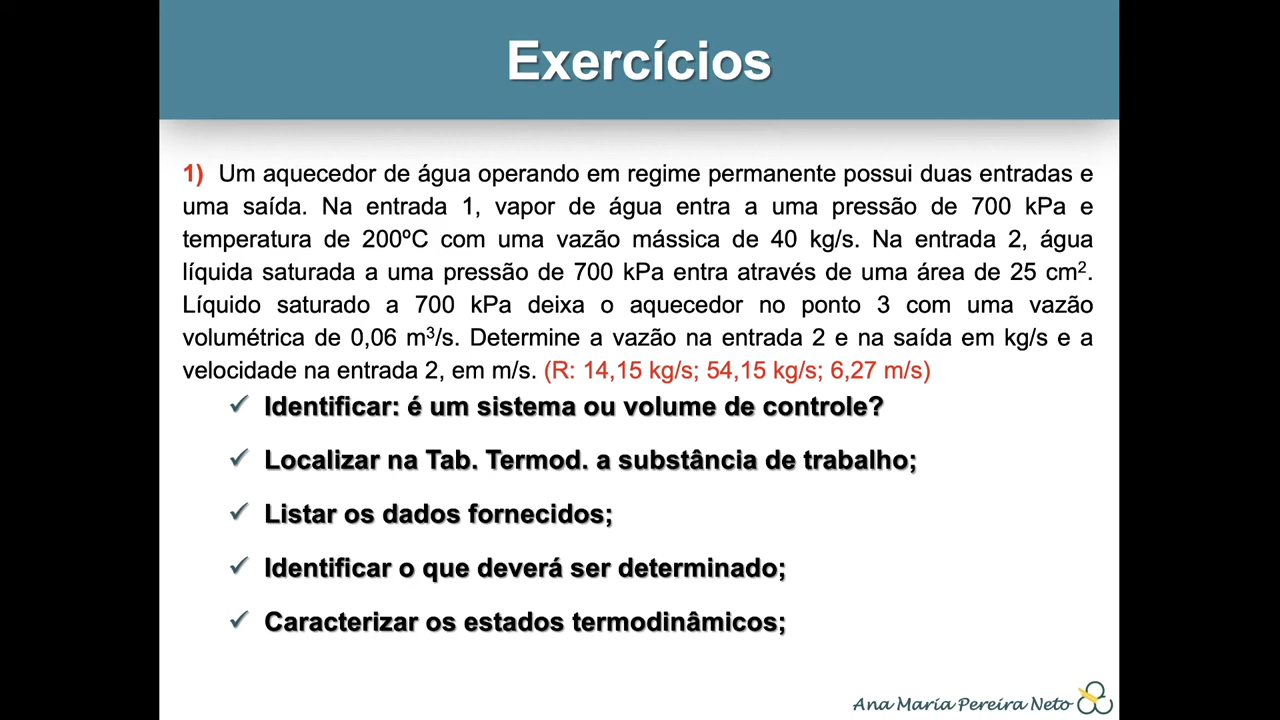 Exercícios
1) Um aquecedor de água operando em regime permanente possui duas entradas e
uma saída. Na entrada 1, vapor de água entra a uma pressão de 700 kPa e
temperatura de 200ºC com uma vazão mássica de 40 kg/s. Na entrada 2, água
líquida saturada a uma pressão de 700 kPa entra através de uma área de 25 cm².
Líquido saturado a 700 kPa deixa o aquecedor no ponto 3 com uma vazão
volumétrica de 0,06 m³/s. Determine a vazão na entrada 2 e na saída em kg/s e a
velocidade na entrada 2, em m/s. (R: 14,15 kg/s; 54,15 kg/s; 6,27 m/s)
✓ Identificar: é um sistema ou volume de controle?
✓ Localizar na Tab. Termod. a substância de trabalho;
✓ Listar os dados fornecidos;
✓ Identificar o que deverá ser determinado;
✓ Caracterizar os estados termodinâmicos;
Ana Maria Pereira Neto